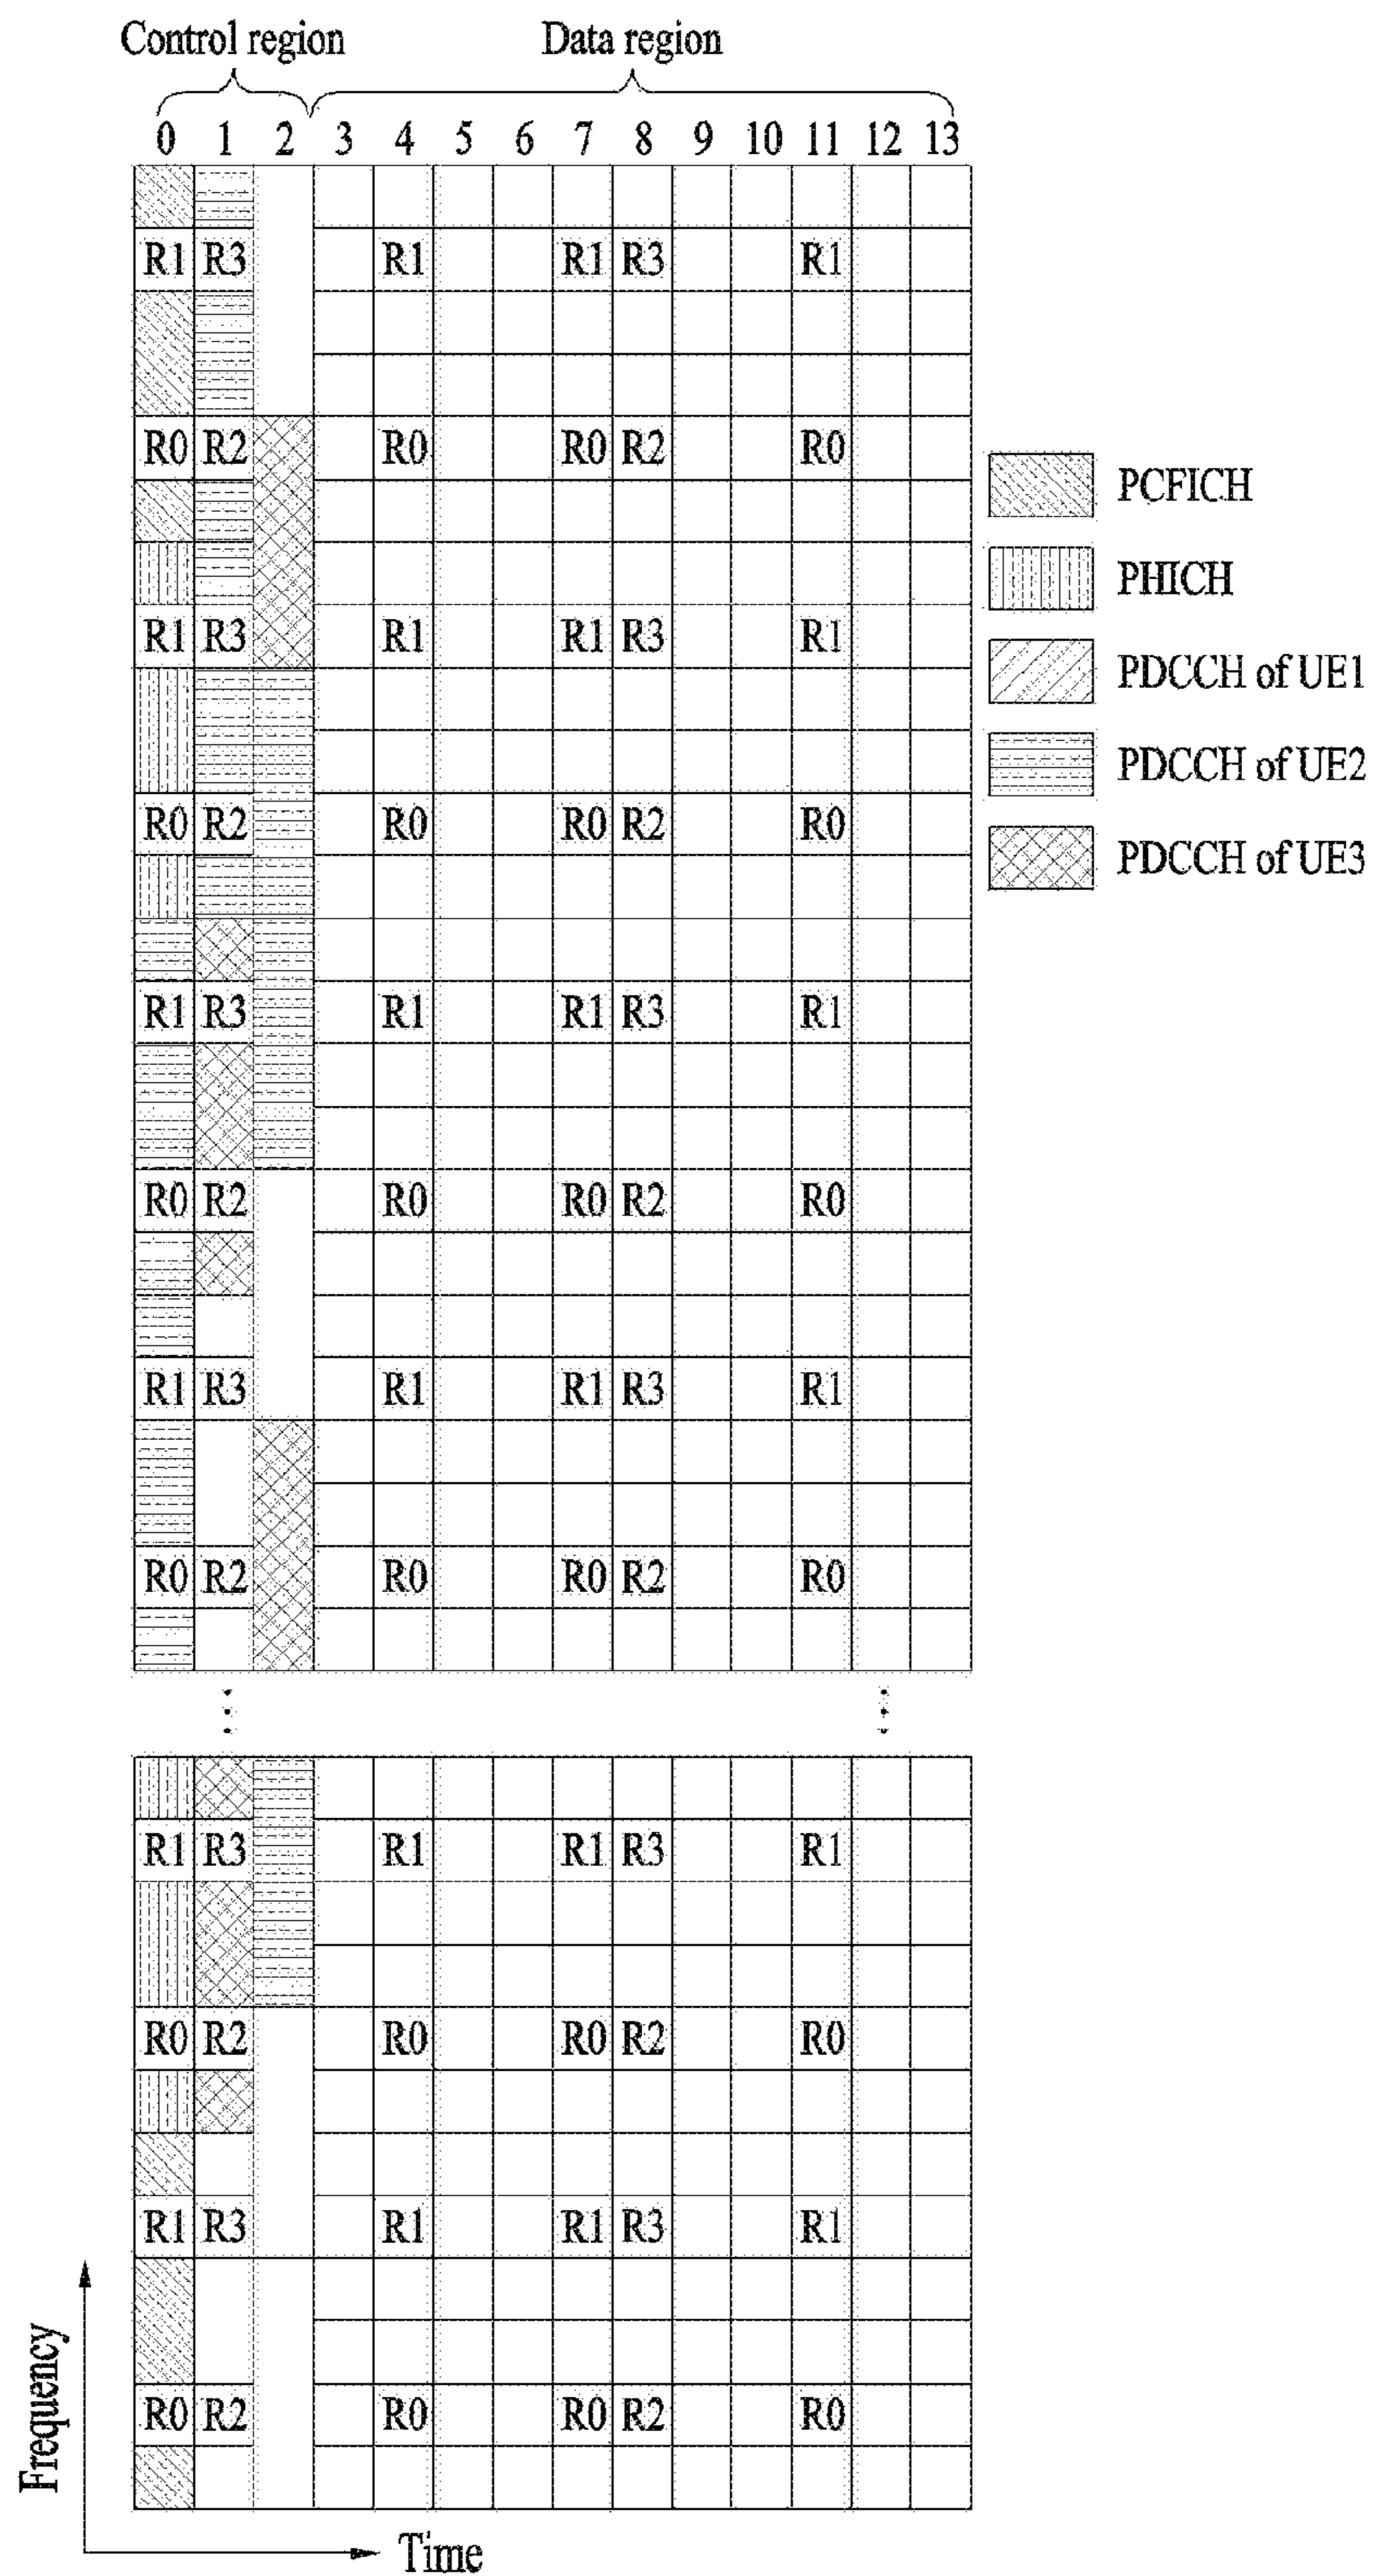 Control region Data region
0 1 2 3 4 5 6 7 8 9 10 11 12 13
R1 R3 R1 R1 R3 R1
R0 R2 R0 R0 R2 R0
PCFICH
PHICH
R1 R3 R1 R1 R3 R1
PDCCH of UE1
PDCCH of UE2
R0 R2 R0 R0 R2 R0
PDCCH of UE3
R1 R3 R1 R1 R3 R1
R0 R2 R0 R0 R2 R0
R1 R3 R1 R1 R3 R1
R0 R2 R0 R0 R2 R0
R1 R3 R1 R1 R3 R1
R0 R2 R0 R0 R2 R0
R1 R3 R1 R1 R3 R1
R0 R2 R0 R0 R2 R0
Frequency
Time